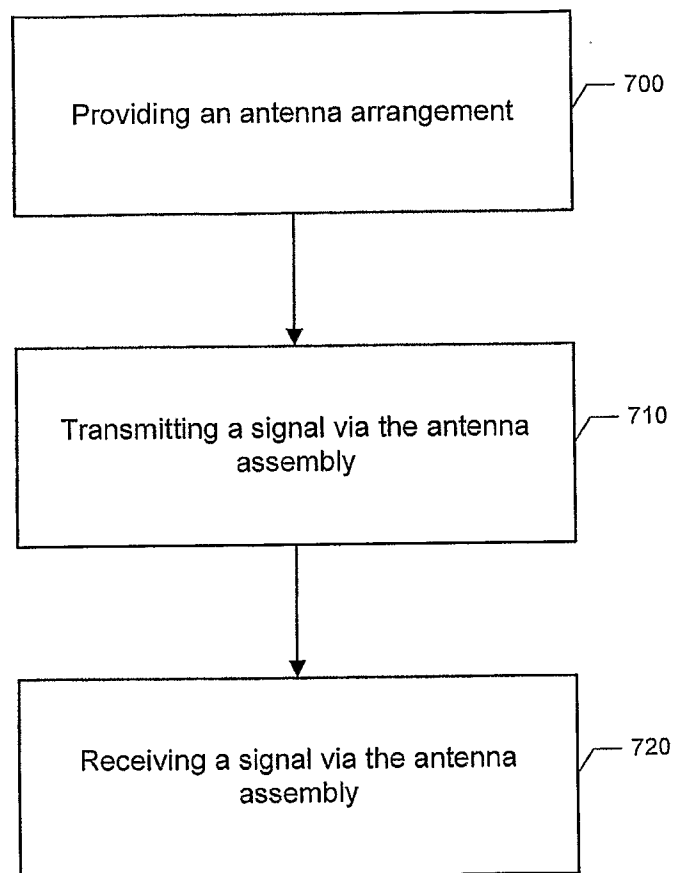 Providing an antenna arrangement
700
Transmitting a signal via the antenna
assembly
710
Receiving a signal via the antenna
assembly
720